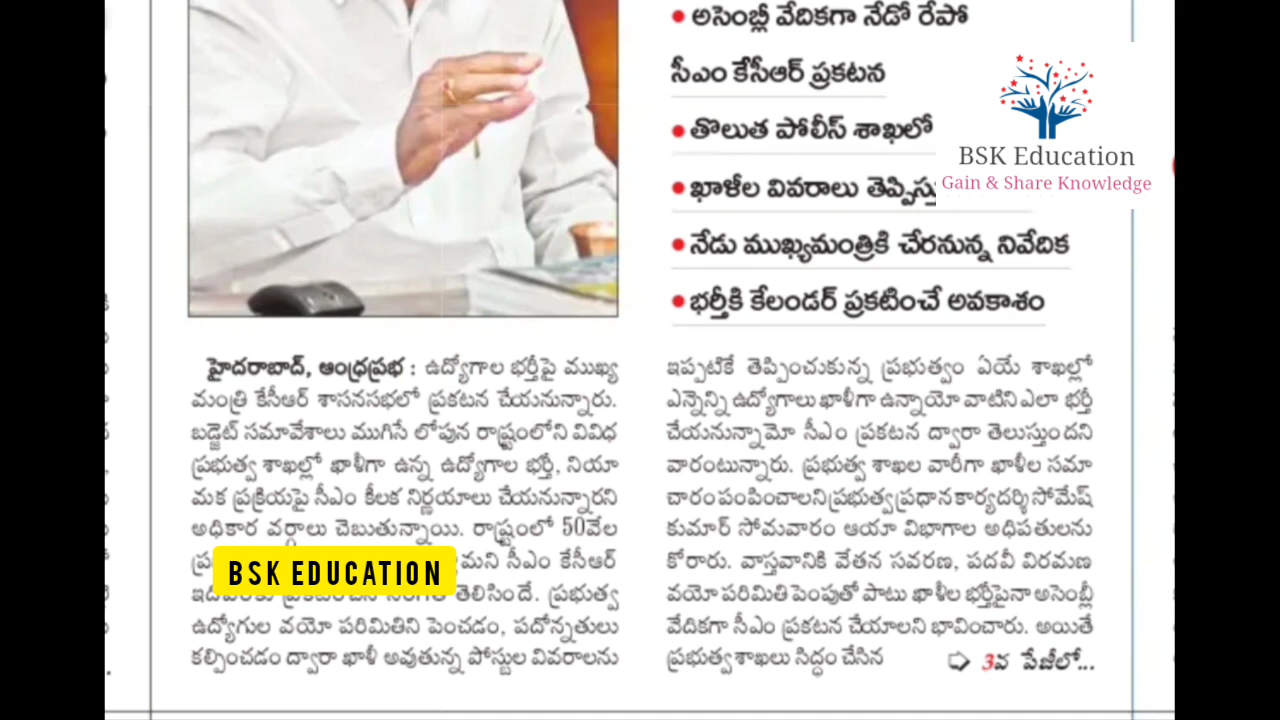 • అసెంబ్లీ వేదికగా నేడో రేపో
సీఎం కేసీఆర్ ప్రకటన
• తొలుత పోలీస్ శాఖలో
• ఖాళీల వివరాలు తెప్పిస్తు
• నేడు ముఖ్యమంత్రికి చేరనున్న నివేదిక
• భర్తీకి కేలండర్ ప్రకటించే అవకాశం
BSK Education
Gain & Share Knowledge
హైదరాబాద్, ఆంధ్రప్రభ : ఉద్యోగాల భర్తీపై ముఖ్య
మంత్రి కేసీఆర్ శాసనసభలో ప్రకటన చేయనున్నారు.
బడ్జెట్ సమావేశాలు ముగిసే లోపున రాష్ట్రంలోని వివిధ
ప్రభుత్వ శాఖల్లో ఖాళీగా ఉన్న ఉద్యోగాల భర్తీ, నియా
మక ప్రక్రియపై సీఎం కీలక నిర్ణయాలు చేయనున్నారని
అధికార వర్గాలు చెబుతున్నాయి. రాష్ట్రంలో 50వేల
మని సీఎం కేసీఆర్
తెలిసిందే. ప్రభుత్వ
ఉద్యోగుల వయో పరిమితిని పెంచడం, పదోన్నతులు
కల్పించడం ద్వారా ఖాళీ అవుతున్న పోస్టుల వివరాలను
BSK EDUCATION
ఇప్పటికే తెప్పించుకున్న ప్రభుత్వం ఏయే శాఖల్లో
ఎన్నెన్ని ఉద్యోగాలు ఖాళీగా ఉన్నాయో వాటిని ఎలా భర్తీ
చేయనున్నామో సీఎం ప్రకటన ద్వారా తెలుస్తుందని
వారంటున్నారు. ప్రభుత్వ శాఖల వారీగా ఖాళీల సమా
చారం పంపించాలని ప్రభుత్వ ప్రధాన కార్యదర్శి సోమేష్
కుమార్ సోమవారం ఆయా విభాగాల అధిపతులను
కోరారు. వాస్తవానికి వేతన సవరణ, పదవీ విరమణ
వయో పరిమితి పెంపుతో పాటు ఖాళీల భర్తీపైనా అసెంబ్లీ
వేదికగా సీఎం ప్రకటన చేయాలని భావించారు. అయితే
ప్రభుత్వ శాఖలు సిద్ధం చేసిన
3వ పేజీలో...